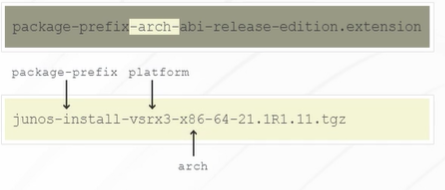 package-prefix-arch-abi-release-edition.extension
package-prefix platform
junos-install-vsrx3-x86-64-21.1R1.11.tgz
arch